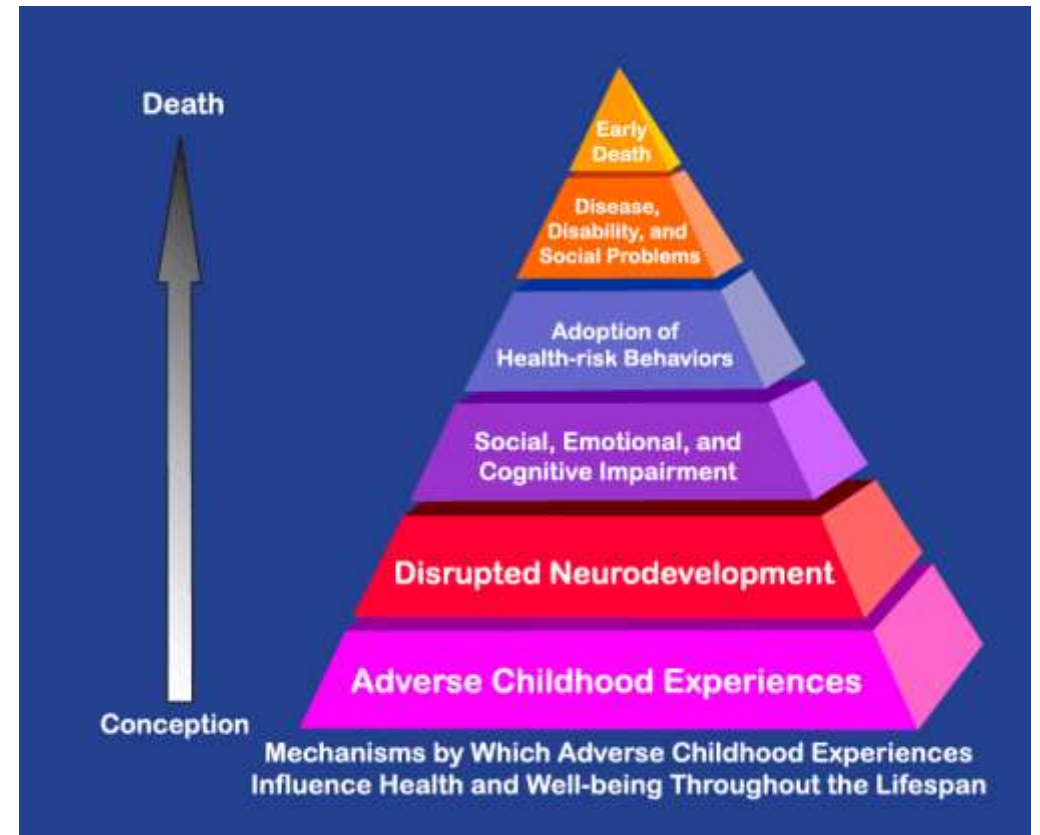 Death
Early
Death
Disease,
Disability, and
Social Problems
Adoption of
Health-risk Behaviors
Social, Emotional, and
Cognitive Impairment
Disrupted Neurodevelopment
Adverse Childhood Experiences
Conception
Mechanisms by Which Adverse Childhood Experiences
Influence Health and Well-being Throughout the Lifespan